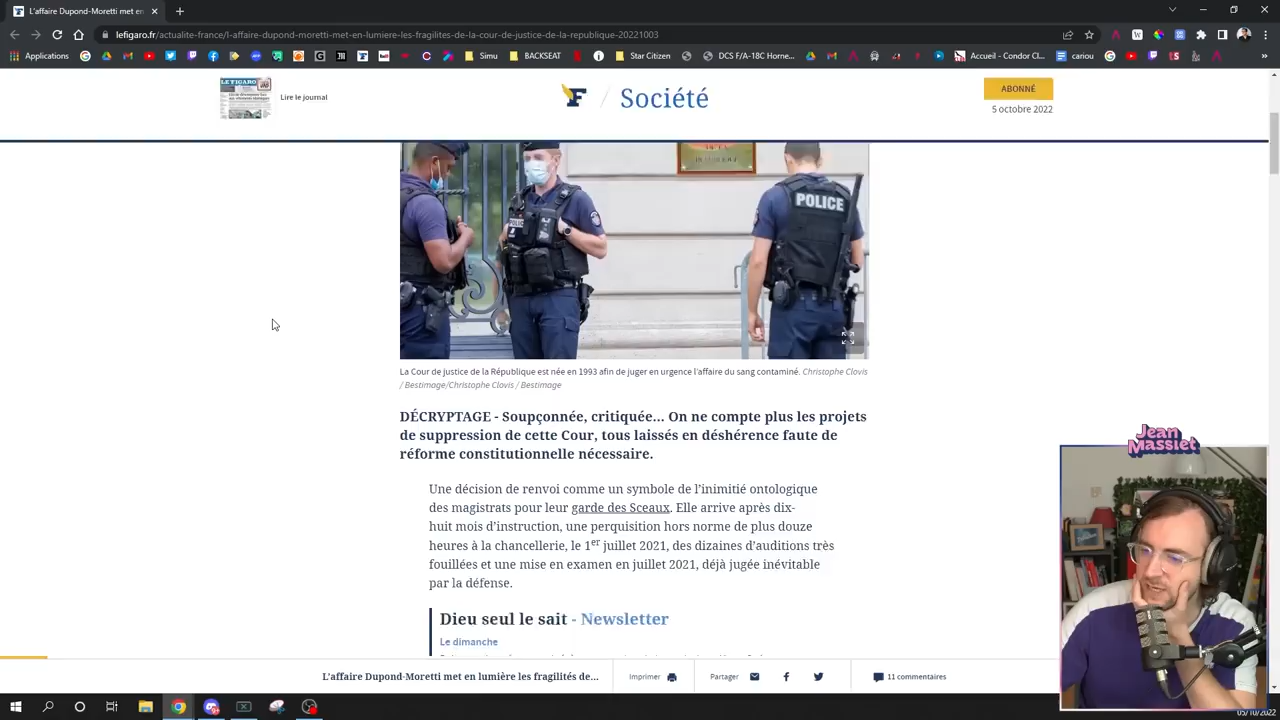 Dupond-Moretti met en
lefigaro.fr/actualite-france/l-affaire-dupond-moretti-met-en-lumiere-les-fragilites-de-la-cour-de-justice-de-la-republique-20221003
Applications
Simu
BACKSEAT
Star Citizen
DCS F/A-18C Horne...
Accueil - Condor Cl...
cariou
LE FIGARO
Lire le journal
F / Société
ABONNÉ
5 octobre 2022
POLICE
POLICE
La Cour de justice de la République est née en 1993 afin de juger en urgence l'affaire du sang contaminé. Christophe Clovis
/ Bestimage/Christophe Clovis / Bestimage
DÉCRYPTAGE - Soupçonnée, critiquée... On ne compte plus les projets
de suppression de cette Cour, tous laissés en déshérence faute de
réforme constitutionnelle nécessaire.
Une décision de renvoi comme un symbole de l'inimitié ontologique
des magistrats pour leur garde des Sceaux. Elle arrive après dix-
huit mois d'instruction, une perquisition hors norme de plus douze
heures à la chancellerie, le 1er juillet 2021, des dizaines d'auditions très
fouillées et une mise en examen en juillet 2021, déjà jugée inévitable
par la défense.
Dieu seul le sait - Newsletter
Le dimanche
L'affaire Dupond-Moretti met en lumière les fragilités de...
Imprimer
Partager
11 commentaires
Jean
Massiet
05/10/2022